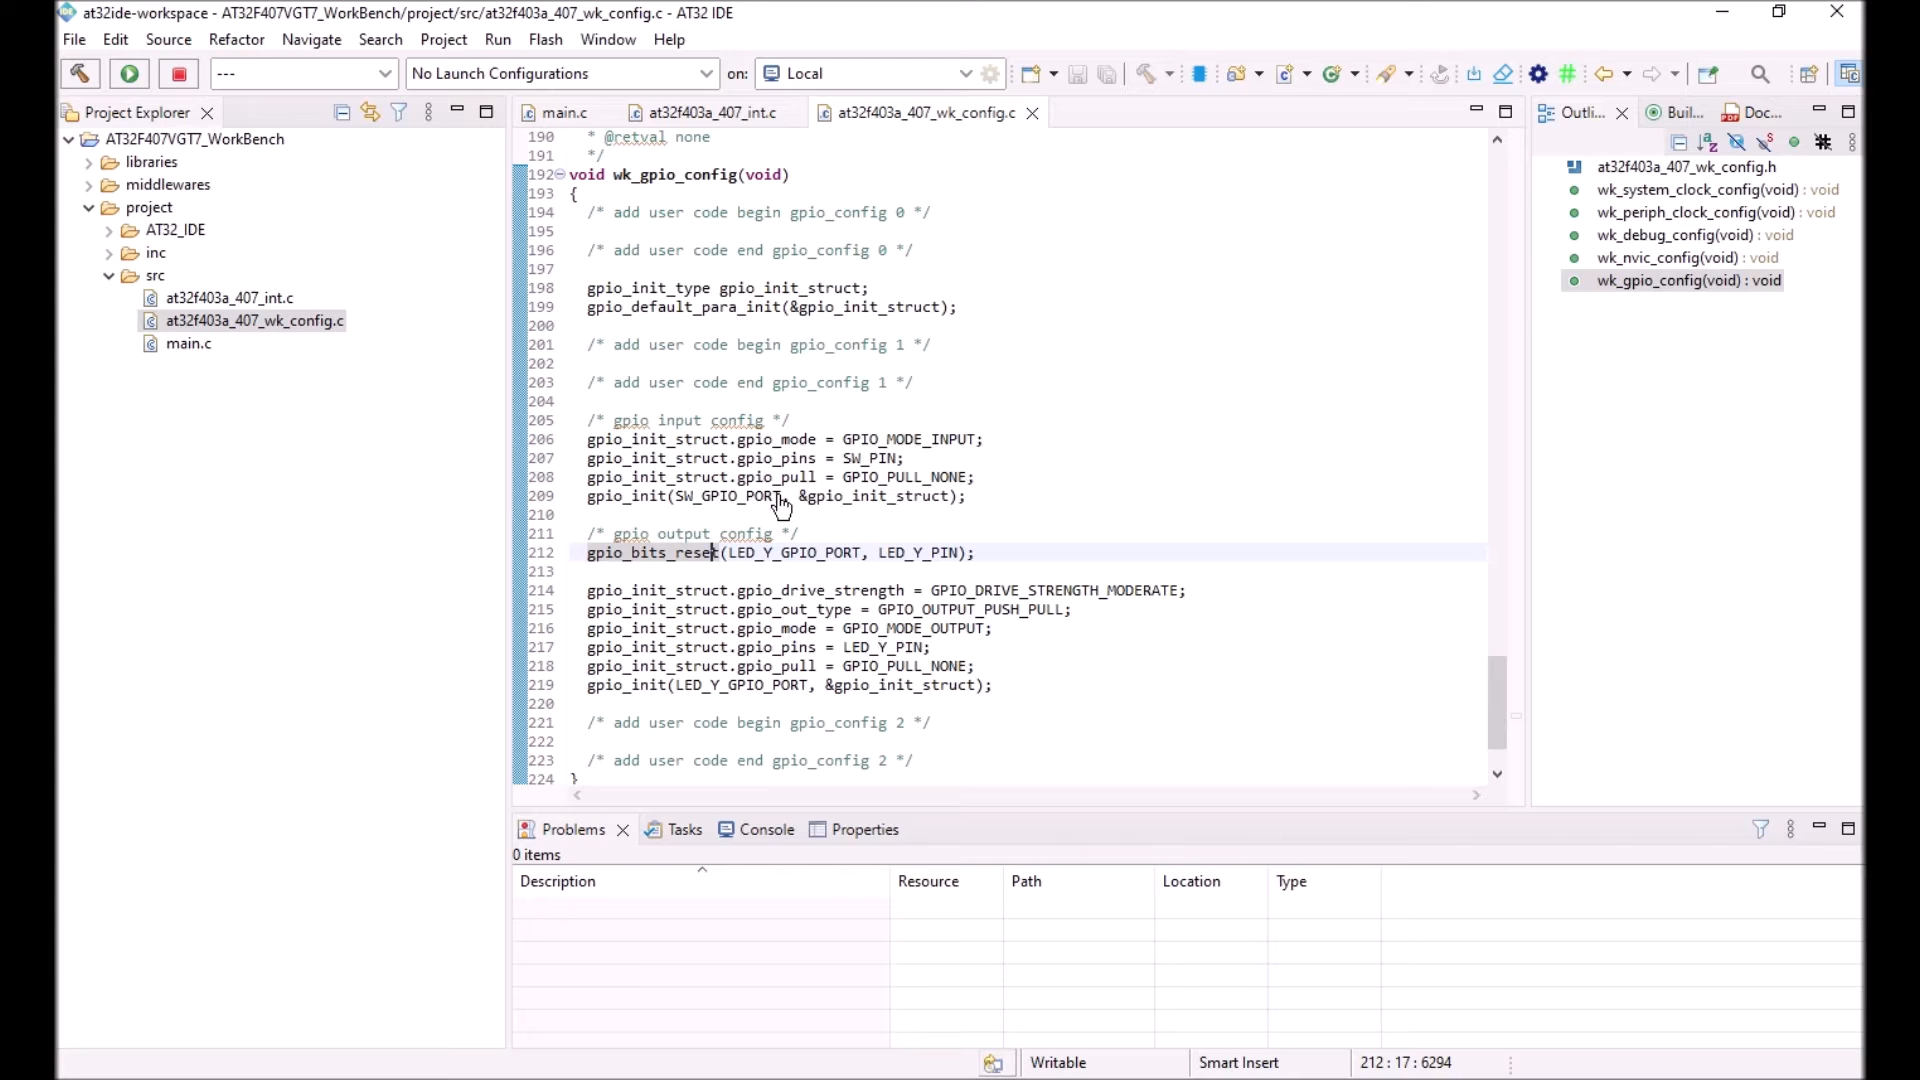 at32ide-workspace - AT32F407VGT7_WorkBench/project/src/at32f403a_407_wk_config.c - AT32 IDE
File Edit Source Refactor Navigate Search Project Run Flash Window Help
--- No Launch Configurations on: Local
Project Explorer
AT32F407VGT7_WorkBench
libraries
middlewares
project
AT32_IDE
inc
src
at32f403a_407_int.c
at32f403a_407_wk_config.c
main.c
main.c at32f403a_407_int.c at32f403a_407_wk_config.c
190 * @retval none
191 */
192 void wk_gpio_config(void)
193 {
194 /* add user code begin gpio_config 0 */
195
196 /* add user code end gpio_config 0 */
197
198 gpio_init_type gpio_init_struct;
199 gpio_default_para_init(&gpio_init_struct);
200
201 /* add user code begin gpio_config 1 */
202
203 /* add user code end gpio_config 1 */
204
205 /* gpio input config */
206 gpio_init_struct.gpio_mode = GPIO_MODE_INPUT;
207 gpio_init_struct.gpio_pins = SW_PIN;
208 gpio_init_struct.gpio_pull = GPIO_PULL_NONE;
209 gpio_init(SW_GPIO_PORT, &gpio_init_struct);
210
211 /* gpio output config */
212 gpio_bits_reset(LED_Y_GPIO_PORT, LED_Y_PIN);
213
214 gpio_init_struct.gpio_drive_strength = GPIO_DRIVE_STRENGTH_MODERATE;
215 gpio_init_struct.gpio_out_type = GPIO_OUTPUT_PUSH_PULL;
216 gpio_init_struct.gpio_mode = GPIO_MODE_OUTPUT;
217 gpio_init_struct.gpio_pins = LED_Y_PIN;
218 gpio_init_struct.gpio_pull = GPIO_PULL_NONE;
219 gpio_init(LED_Y_GPIO_PORT, &gpio_init_struct);
220
221 /* add user code begin gpio_config 2 */
222
223 /* add user code end gpio_config 2 */
224 }
Outli... Buil... Doc...
at32f403a_407_wk_config.h
wk_system_clock_config(void) : void
wk_periph_clock_config(void) : void
wk_debug_config(void) : void
wk_nvic_config(void) : void
wk_gpio_config(void) : void
Problems Tasks Console Properties
0 items
Description Resource Path Location Type
Writable Smart Insert 212 : 17 : 6294